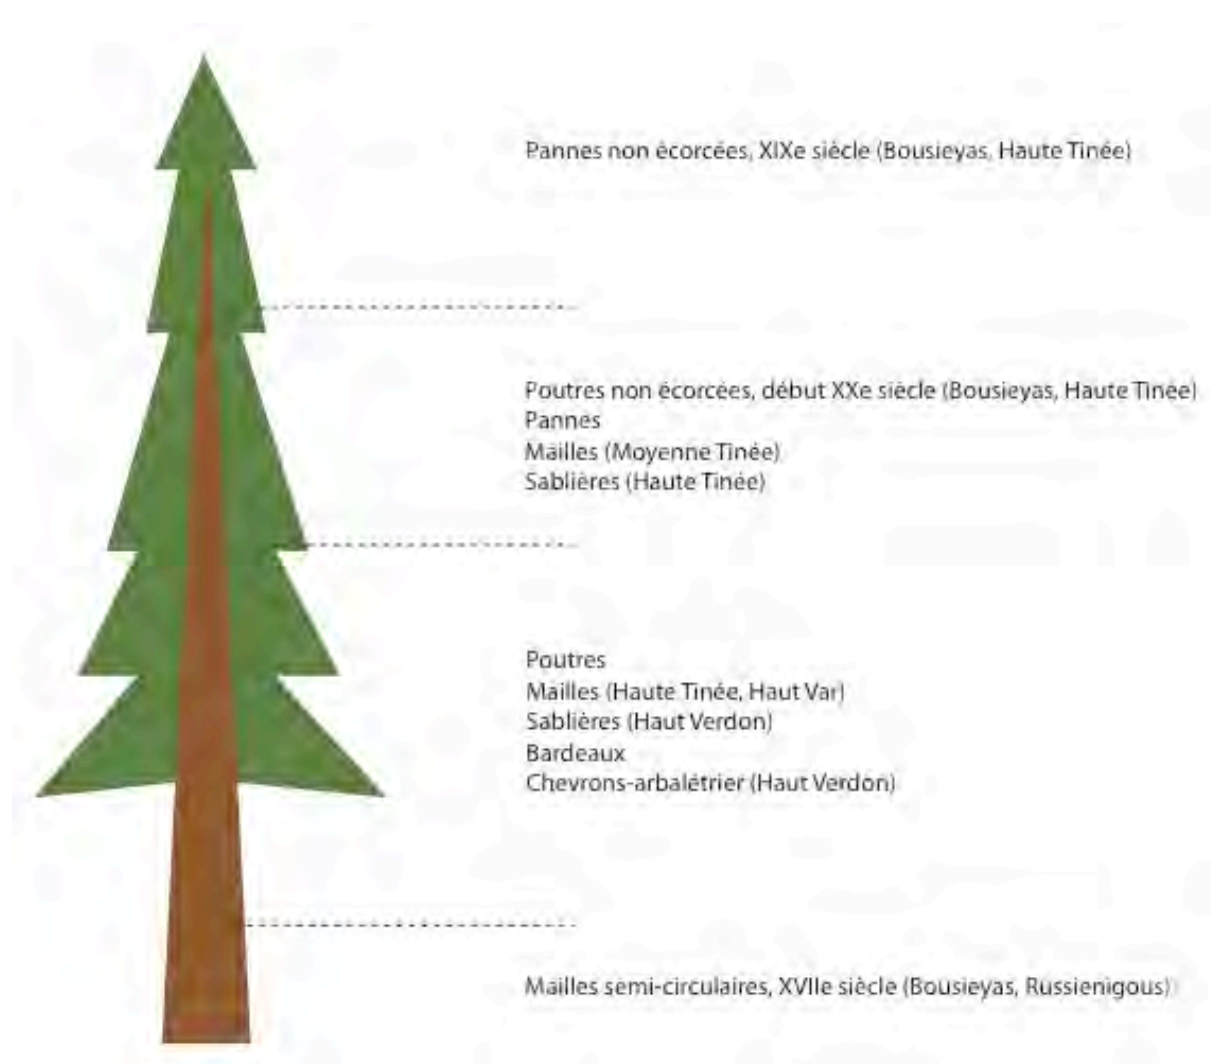 Pannes non écorcées, XIXe siècle (Bousieyas, Haute Tinée)
Poutres non écorcées, début XXe siècle (Bousieyas, Haute Tinée)
Pannes
Mailles (Moyenne Tinée)
Sablières (Haute Tinée)
Poutres
Mailles (Haute Tinée, Haut Var)
Sablières (Haut Verdon)
Bardeaux
Chevrons-arbalétrier (Haut Verdon)
Mailles semi-circulaires, XVIIe siècle (Bousieyas, Russienigous)